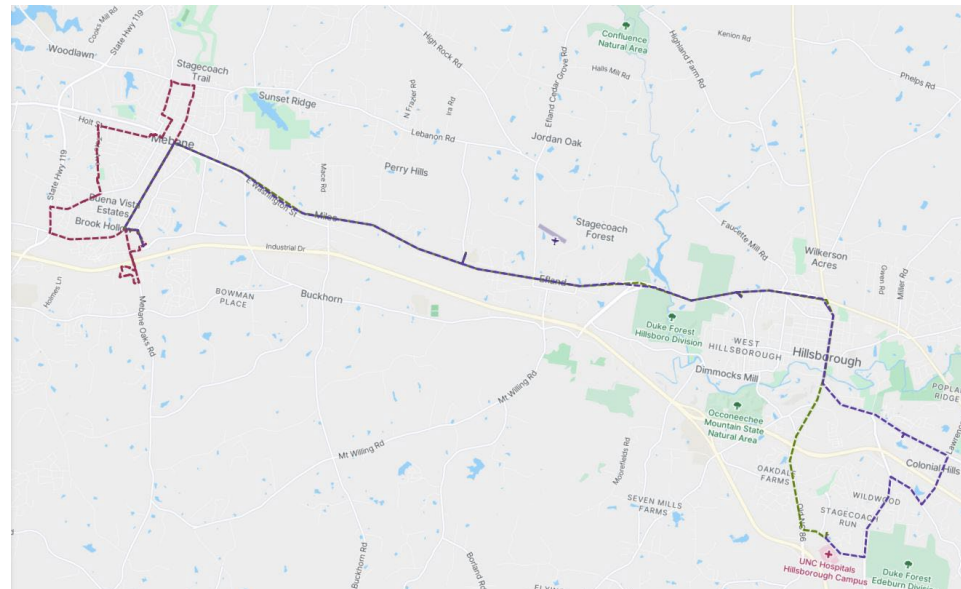 Cooks Mill Rd
State Hwy 119
Woodlawn
Stagecoach
Trail
High Rock Rd
Efland Cedar Grove Rd
Confluence
Natural Area
Highland Farm Rd
Kenion Rd
Halls Mill Rd
Phelps Rd
Sunset Ridge
N Frazier Rd
Ira Rd
Holt St
Lebanon Rd
Jordan Oak
Mebane
State Hwy 119
Mace Rd
Perry Hills
E Washington St
Buena Vista
Estates
Brook Hollow
Miles
Stagecoach
Forest
Faucette Mill Rd
Wilkerson
Acres
Industrial Dr
Efland
Owen Rd
Miller Rd
Holmes Ln
BOWMAN
PLACE
Buckhorn
Mebane Oaks Rd
Duke Forest
Hillsboro Division
WEST
HILLSBOROUGH
Hillsborough
Dimmocks Mill
Mt Willing Rd
POPLAR
RIDGE
Occoneechee
Mountain State
Natural Area
Lawrence
Mt Willing Rd
Moorefields Rd
OAKDALE
FARMS
Colonial Hills
SEVEN MILLS
FARMS
Old NC 86
WILDWOOD
STAGECOACH
RUN
Buckhorn Rd
Borland Rd
UNC Hospitals
Hillsborough Campus
Duke Forest
Edeburn Division